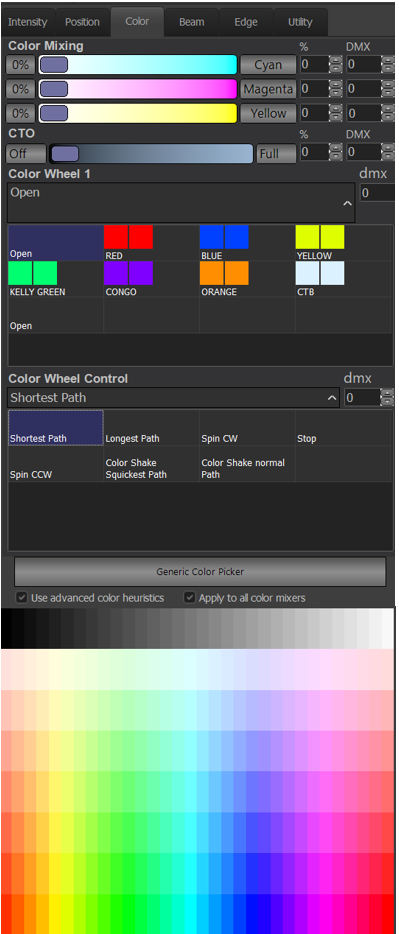 Intensity Position Color Beam Edge Utility
Color Mixing % DMX
0% Cyan 0 0
0% Magenta 0 0
0% Yellow 0 0
CTO % DMX
Off Full 0 0
Color Wheel 1 dmx
Open 0
Open RED BLUE YELLOW
KELLY GREEN CONGO ORANGE CTB
Open
Color Wheel Control dmx
Shortest Path 0
Shortest Path Longest Path Spin CW Stop
Color Shake Color Shake normal
Spin CCW Squickest Path Path
Generic Color Picker
Use advanced color heuristics Apply to all color mixers